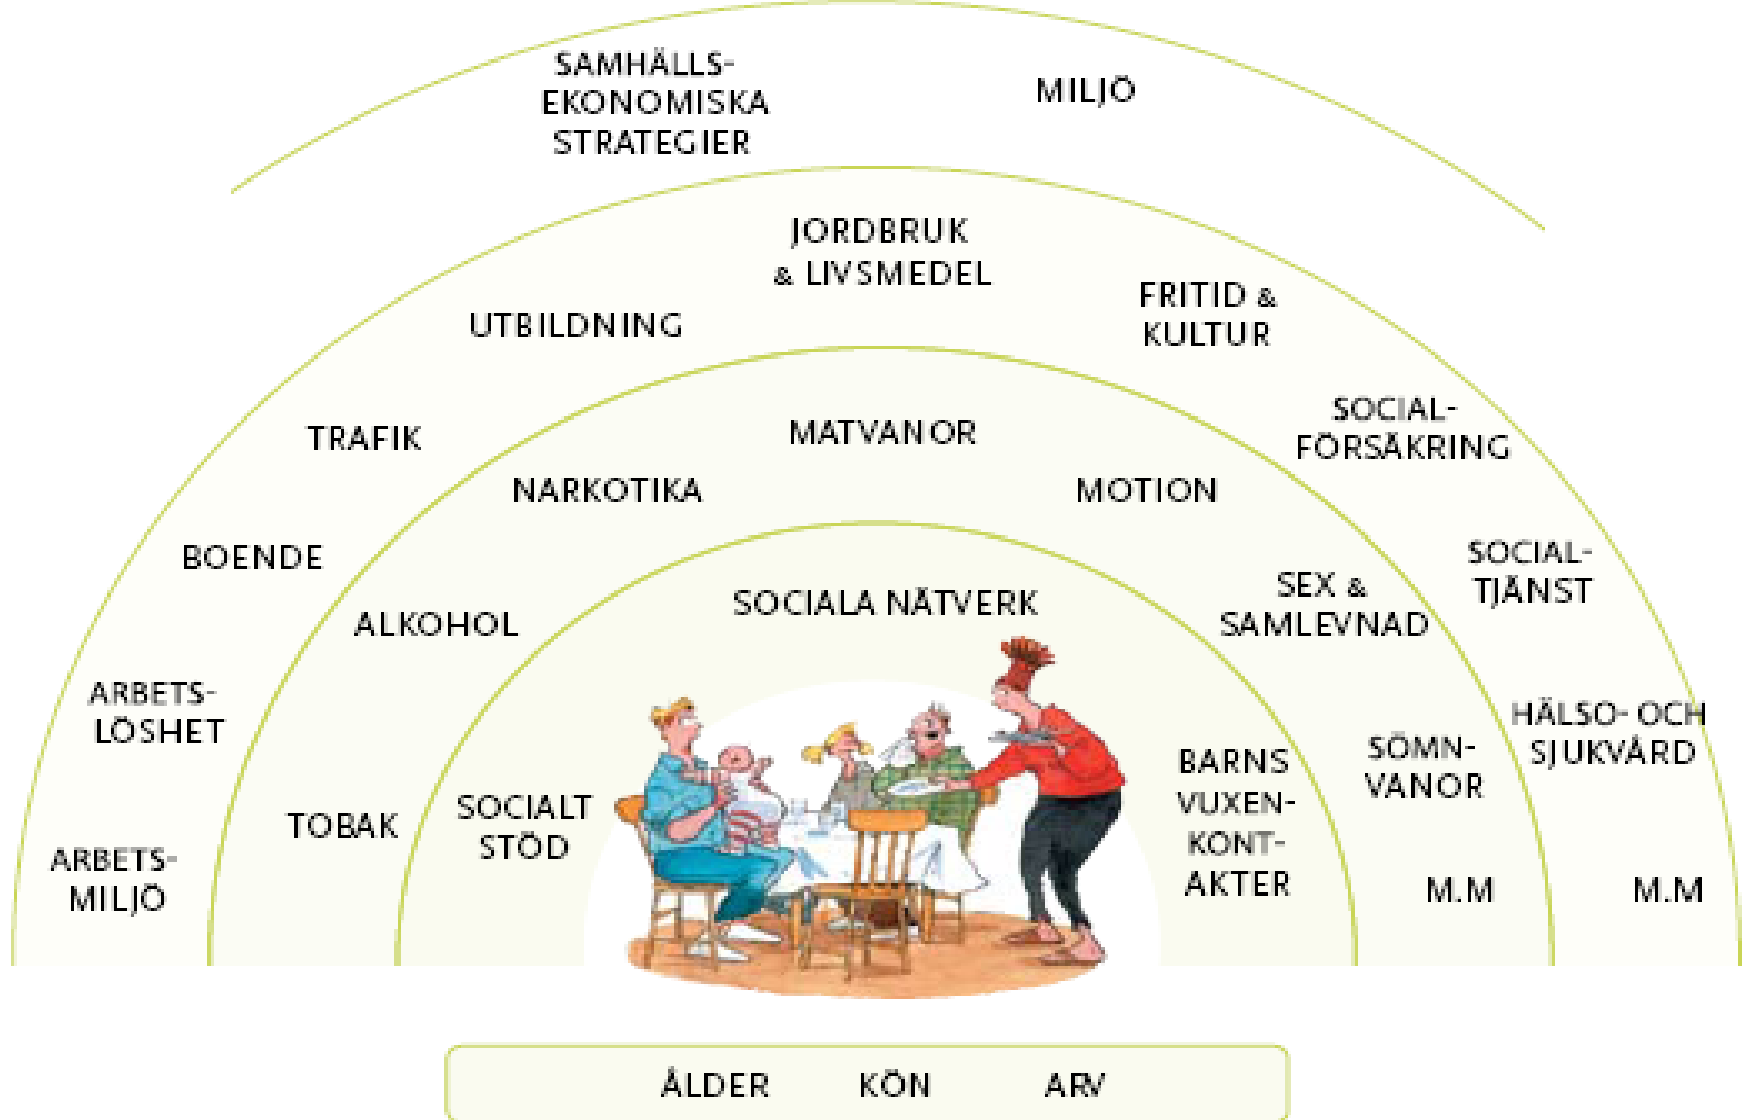 SAMHÄLLS-
EKONOMISKA
STRATEGIER
MILJÖ
JORDBRUK
& LIVSMEDEL
UTBILDNING
FRITID &
KULTUR
TRAFIK
SOCIAL-
FÖRSÄKRING
BOENDE
SOCIAL-
TJÄNST
ARBETS-
LÖSHET
HÄLSO- OCH
SJUKVÅRD
ARBETS-
MILJÖ
M.M
MATVANOR
NARKOTIKA
MOTION
ALKOHOL
SEX &
SAMLEVNAD
TOBAK
SÖMN-
VANOR
M.M
SOCIALA NÄTVERK
SOCIALT
STÖD
BARNS
VUXEN-
KONT-
AKTER
ÅLDER KÖN ARV